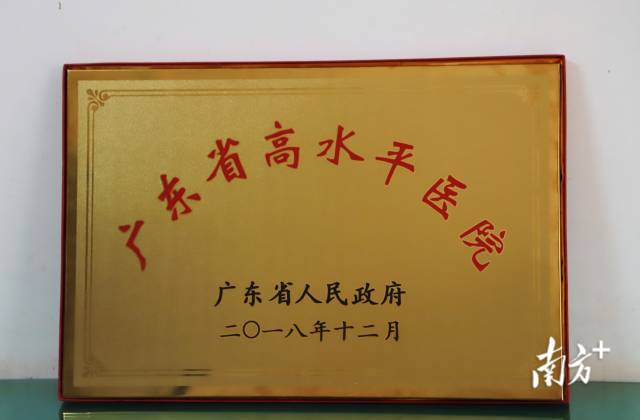 广东省高水平医院
广东省人民政府
二〇一八年十二月
南方+